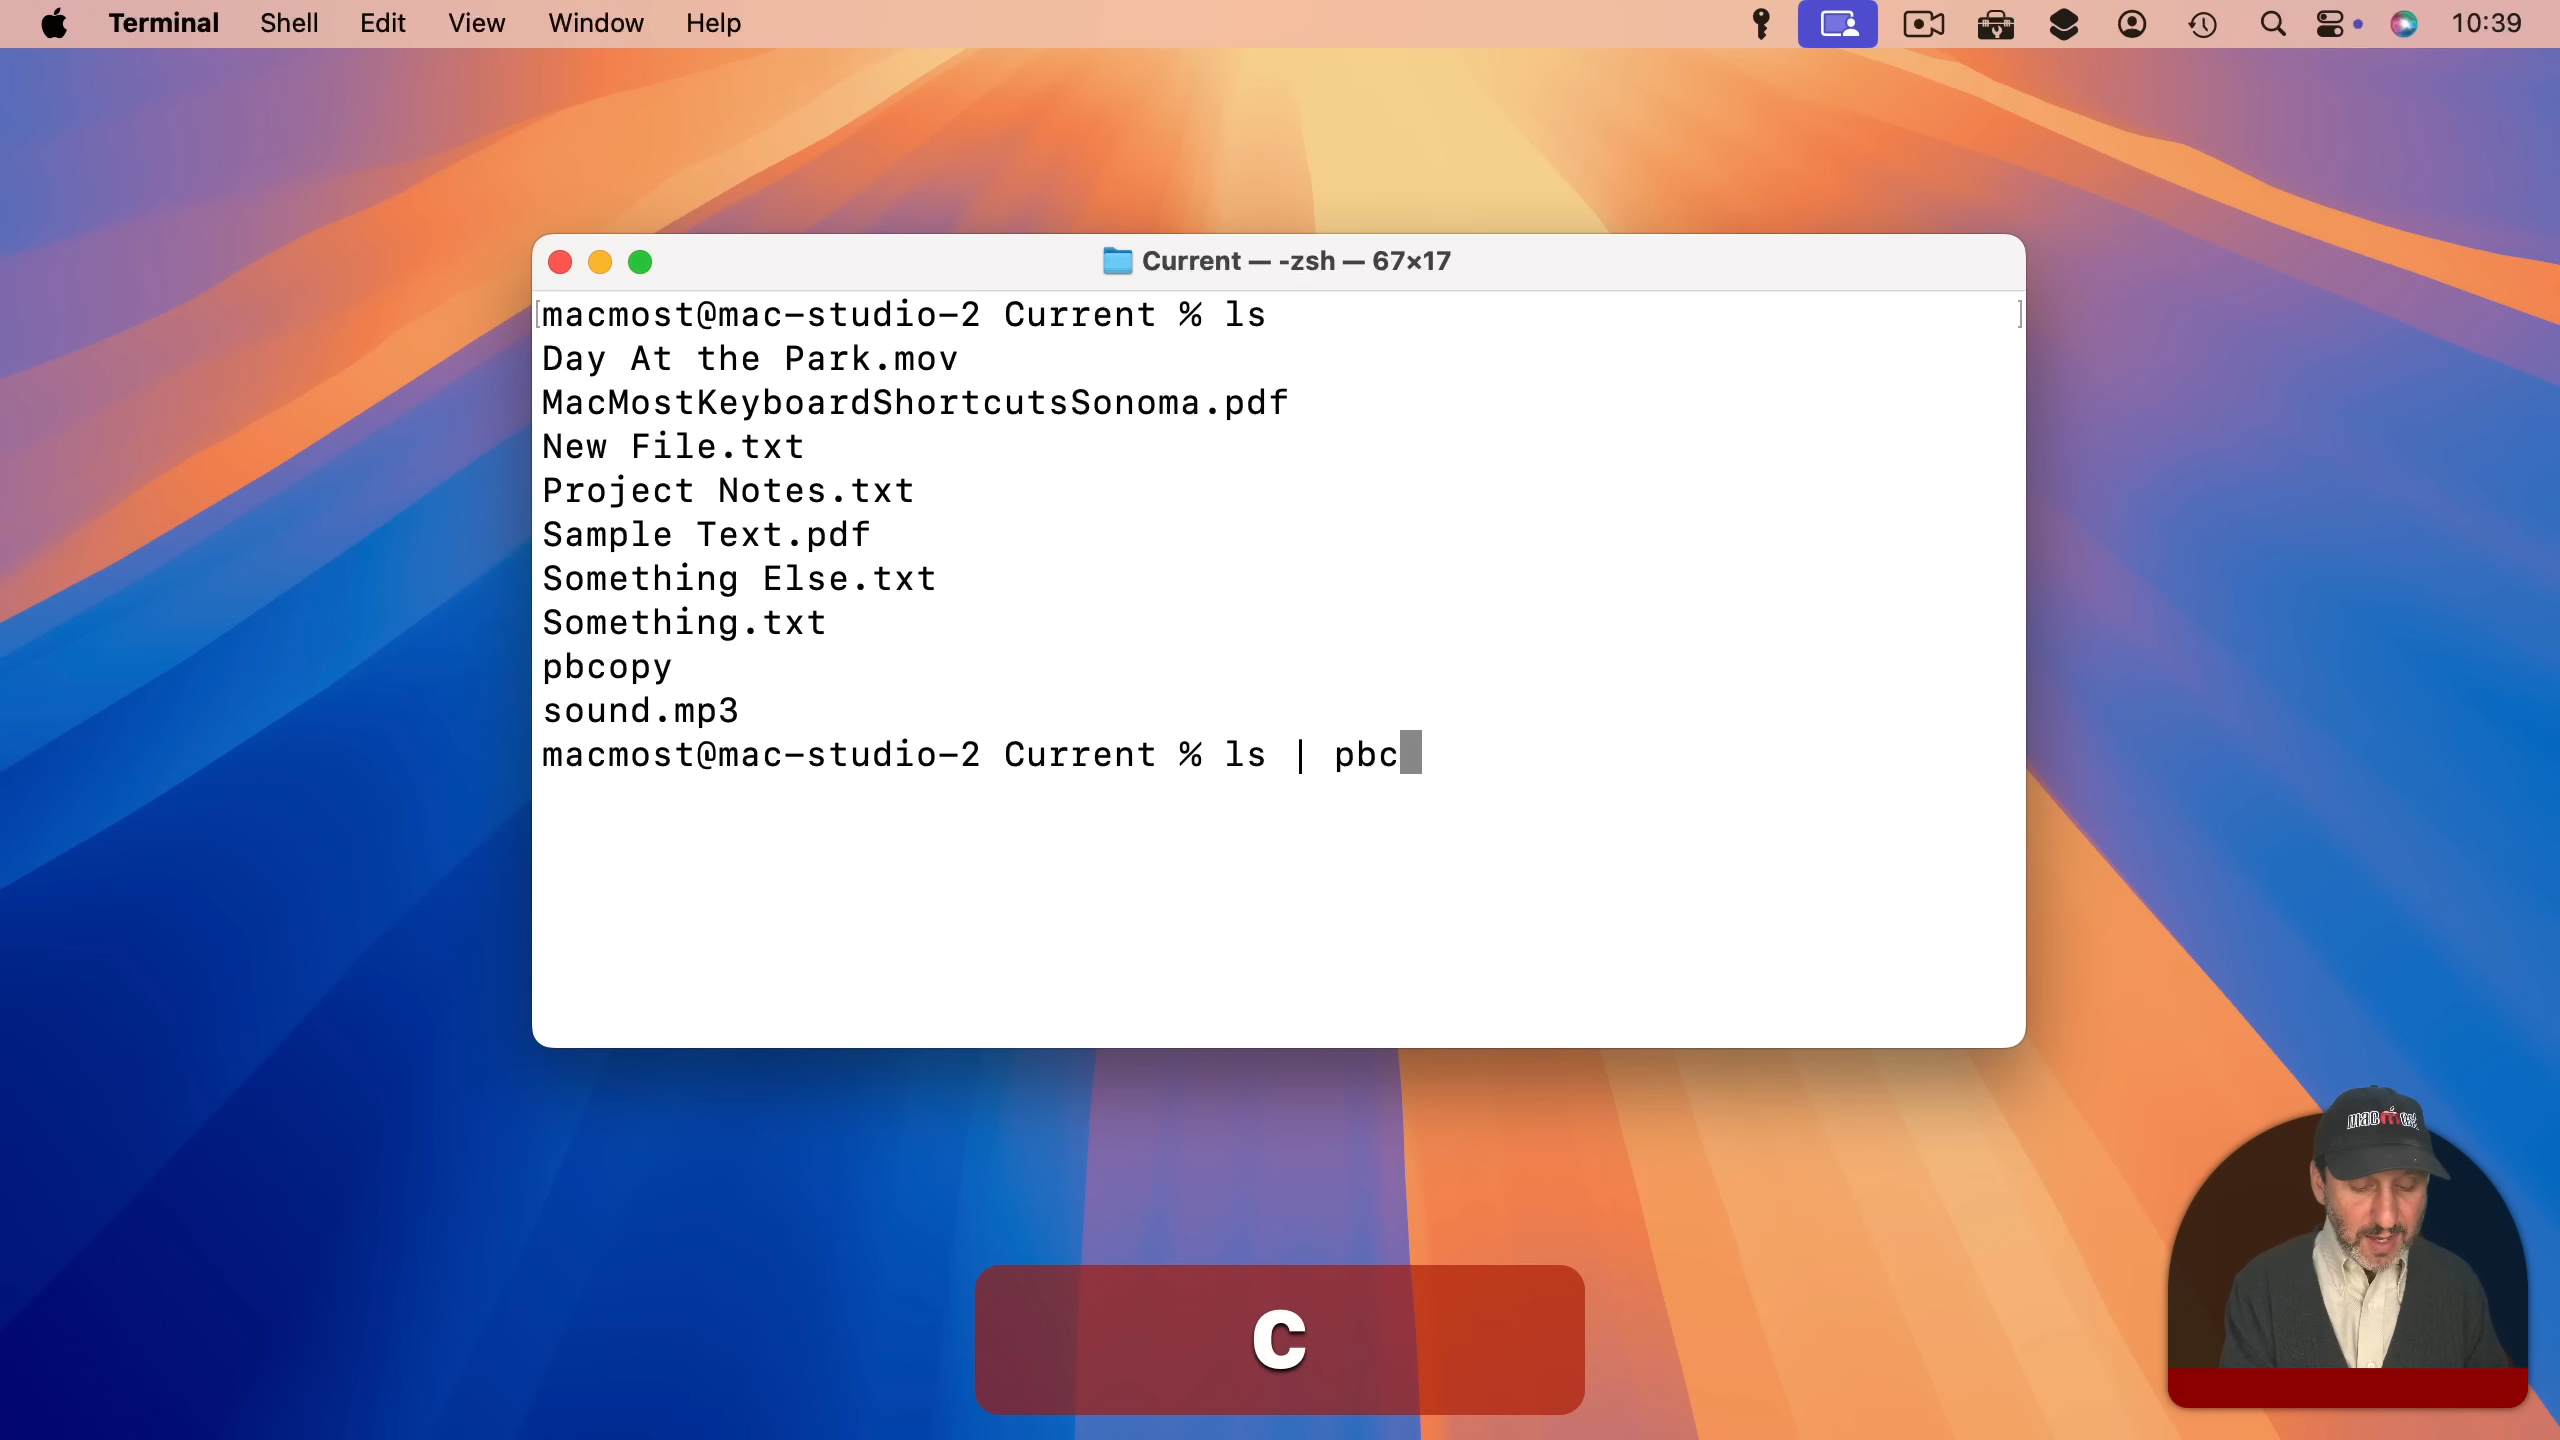 Terminal Shell Edit View Window Help 10:39
Current — -zsh — 67×17
macmost@mac-studio-2 Current % ls
Day At the Park.mov
MacMostKeyboardShortcutsSonoma.pdf
New File.txt
Project Notes.txt
Sample Text.pdf
Something Else.txt
Something.txt
pbcopy
sound.mp3
macmost@mac-studio-2 Current % ls | pbc
macmost
C